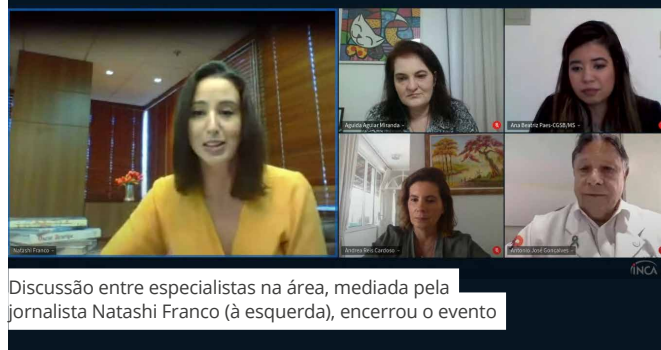 Natashi Franco –
Aguida Aguiar Miranda –
Ana Beatriz Paes-CGSB/MS –
Andrea Reis Cardoso –
Antonio José Gonçalves –
INCA
Discussão entre especialistas na área, mediada pela
jornalista Natashi Franco (à esquerda), encerrou o evento